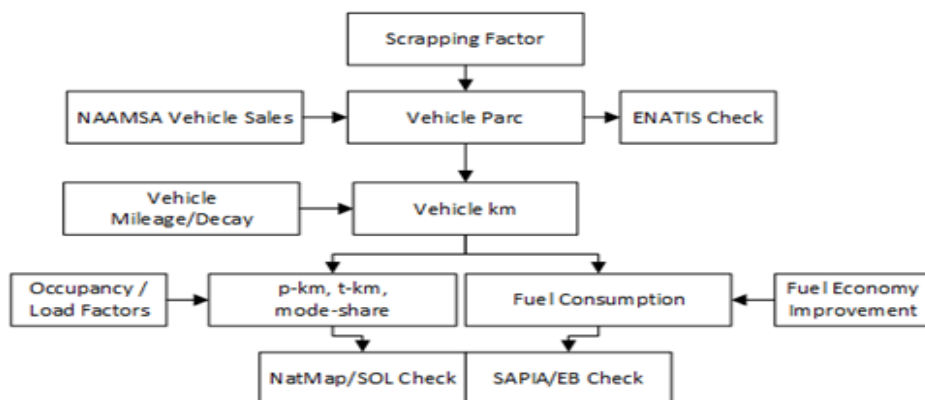 Scrapping Factor
NAAMSA Vehicle Sales
Vehicle Parc
ENATIS Check
Vehicle
Mileage/Decay
Vehicle km
Occupancy /
Load Factors
p-km, t-km,
mode-share
Fuel Consumption
Fuel Economy
Improvement
NatMap/SOL Check
SAPIA/EB Check